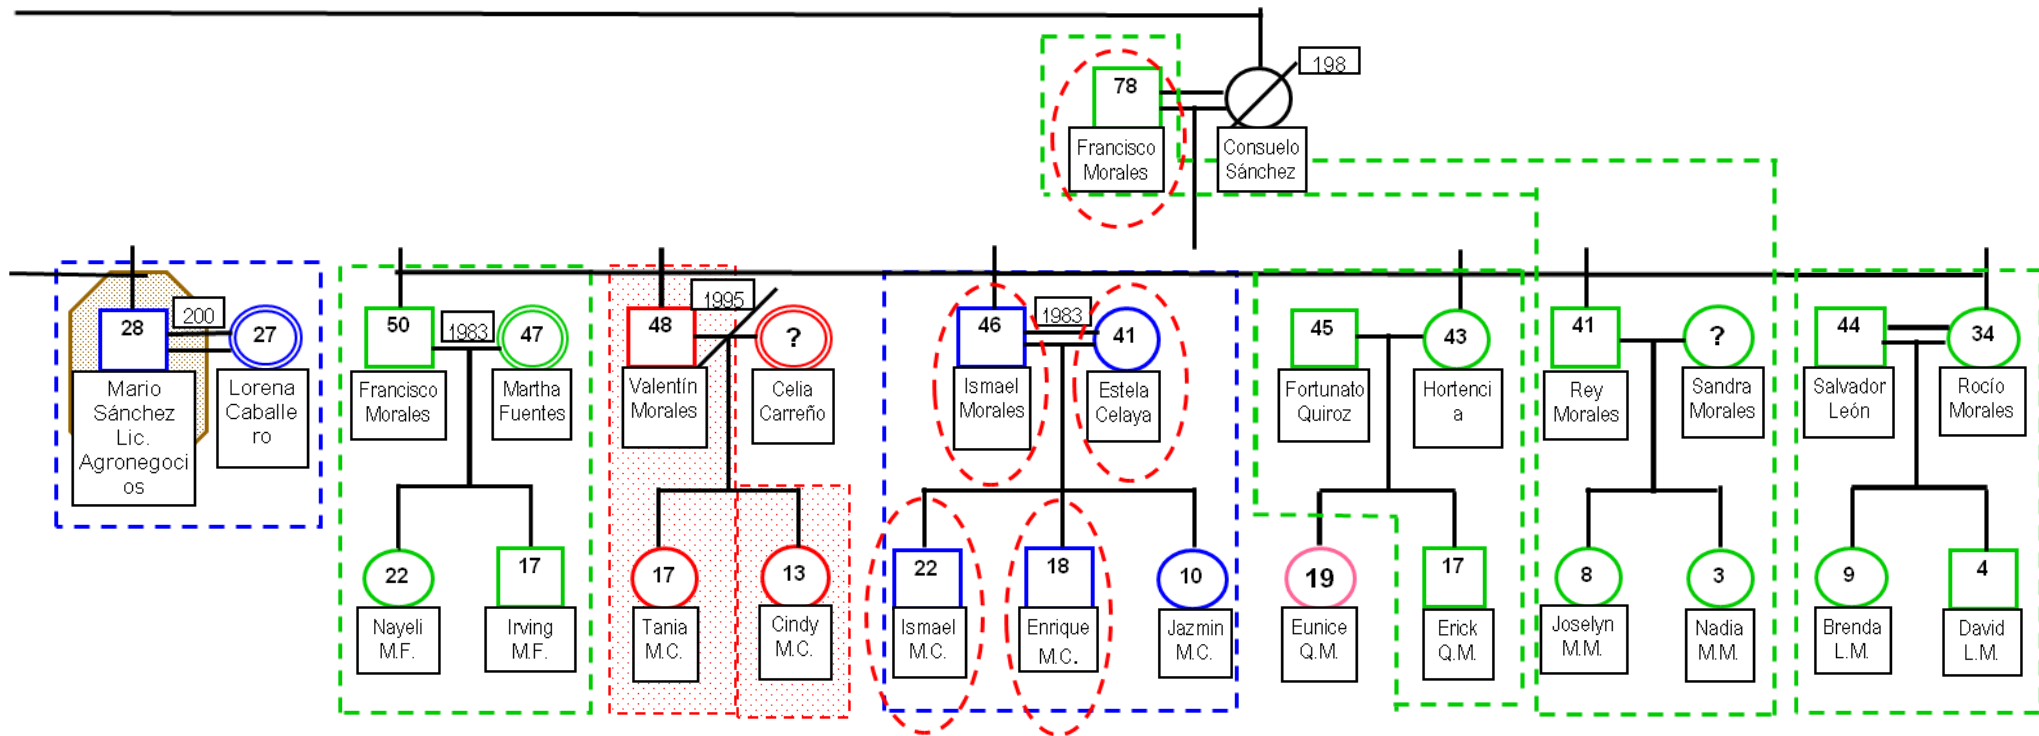 198
78
Francisco
Morales
Consuelo
Sánchez
28
200
27
Mario
Sánchez
Lic.
Agronegoci
os
Lorena
Caballe
ro
50
1983
47
Francisco
Morales
Martha
Fuentes
48
1995
?
Valentín
Morales
Celia
Carreño
46
1983
41
Ismael
Morales
Estela
Celaya
45
43
Fortunato
Quiroz
Hortenci
a
41
?
Rey
Morales
Sandra
Morales
44
34
Salvador
León
Rocío
Morales
22
17
Nayeli
M.F.
Irving
M.F.
17
13
Tania
M.C.
Cindy
M.C.
22
18
10
Ismael
M.C.
Enrique
M.C.
Jazmin
M.C.
19
17
Eunice
Q.M.
Erick
Q.M.
8
3
Joselyn
M.M.
Nadia
M.M.
9
4
Brenda
L.M.
David
L.M.